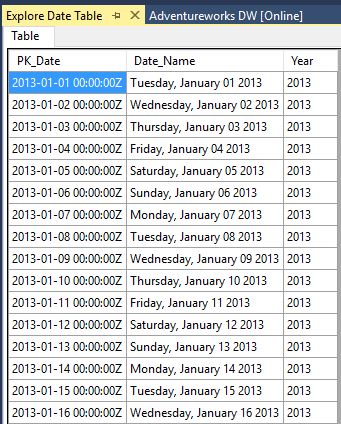 Explore Date Table Adventureworks DW [Online]
Table
PK_Date Date_Name Year
2013-01-01 00:00:00Z Tuesday, January 01 2013 2013
2013-01-02 00:00:00Z Wednesday, January 02 2013 2013
2013-01-03 00:00:00Z Thursday, January 03 2013 2013
2013-01-04 00:00:00Z Friday, January 04 2013 2013
2013-01-05 00:00:00Z Saturday, January 05 2013 2013
2013-01-06 00:00:00Z Sunday, January 06 2013 2013
2013-01-07 00:00:00Z Monday, January 07 2013 2013
2013-01-08 00:00:00Z Tuesday, January 08 2013 2013
2013-01-09 00:00:00Z Wednesday, January 09 2013 2013
2013-01-10 00:00:00Z Thursday, January 10 2013 2013
2013-01-11 00:00:00Z Friday, January 11 2013 2013
2013-01-12 00:00:00Z Saturday, January 12 2013 2013
2013-01-13 00:00:00Z Sunday, January 13 2013 2013
2013-01-14 00:00:00Z Monday, January 14 2013 2013
2013-01-15 00:00:00Z Tuesday, January 15 2013 2013
2013-01-16 00:00:00Z Wednesday, January 16 2013 2013